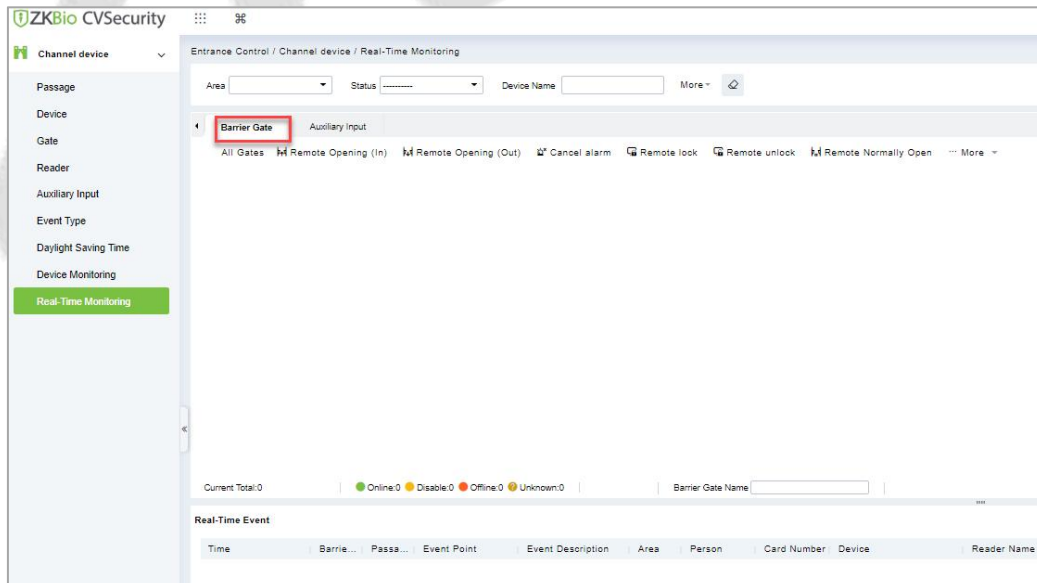 ZKBio CVSecurity
Channel device
Passage
Device
Gate
Reader
Auxiliary Input
Event Type
Daylight Saving Time
Device Monitoring
Real-Time Monitoring
Entrance Control / Channel device / Real-Time Monitoring
Area Status ---------- Device Name More
Barrier Gate Auxiliary Input
All Gates Remote Opening (In) Remote Opening (Out) Cancel alarm Remote lock Remote unlock Remote Normally Open ··· More
Current Total:0 Online:0 Disable:0 Offline:0 Unknown:0 Barrier Gate Name
Real-Time Event
Time Barrie... Passa... Event Point Event Description Area Person Card Number Device Reader Name